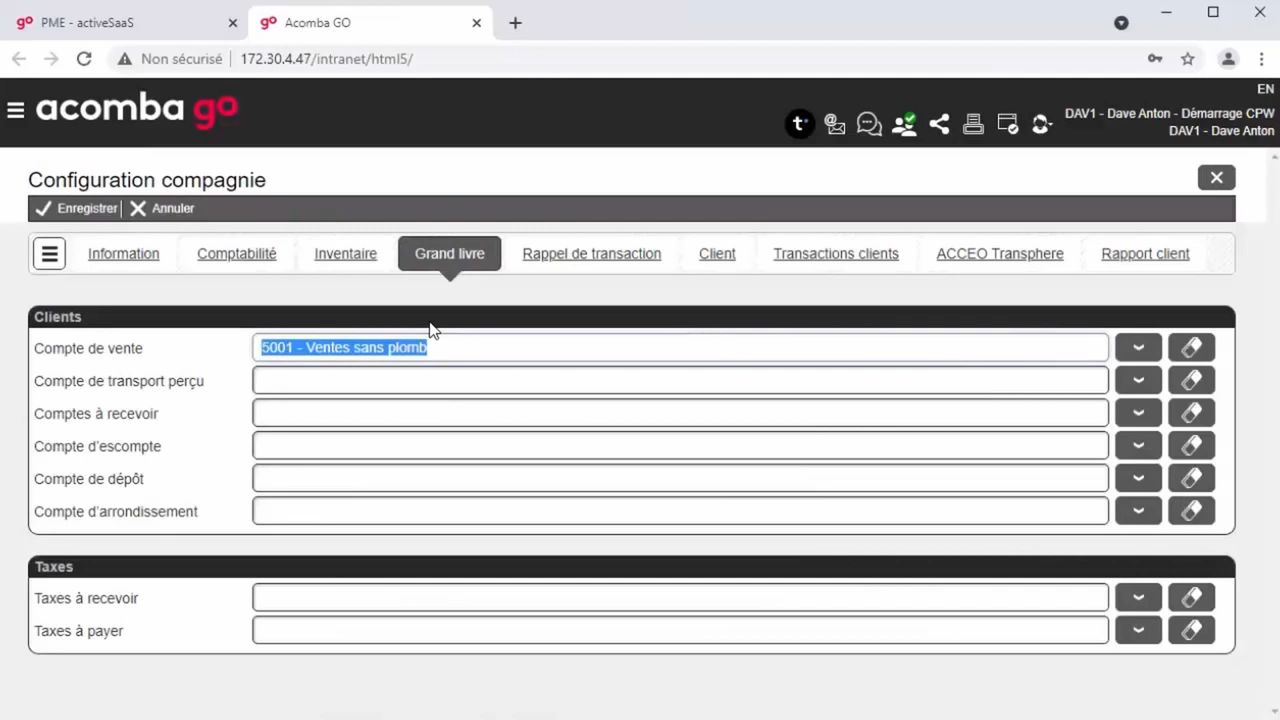 PME - activeSaaS
Acomba GO
Non sécurisé
172.30.4.47/intranet/html5/
EN
acomba go
t
DAV1 - Dave Anton - Démarrage CPW
DAV1 - Dave Anton
Configuration compagnie
Enregistrer
Annuler
Information
Comptabilité
Inventaire
Grand livre
Rappel de transaction
Client
Transactions clients
ACCEO Transphere
Rapport client
Clients
Compte de vente
5001 - Ventes sans plomb
Compte de transport perçu
Comptes à recevoir
Compte d'escompte
Compte de dépôt
Compte d'arrondissement
Taxes
Taxes à recevoir
Taxes à payer